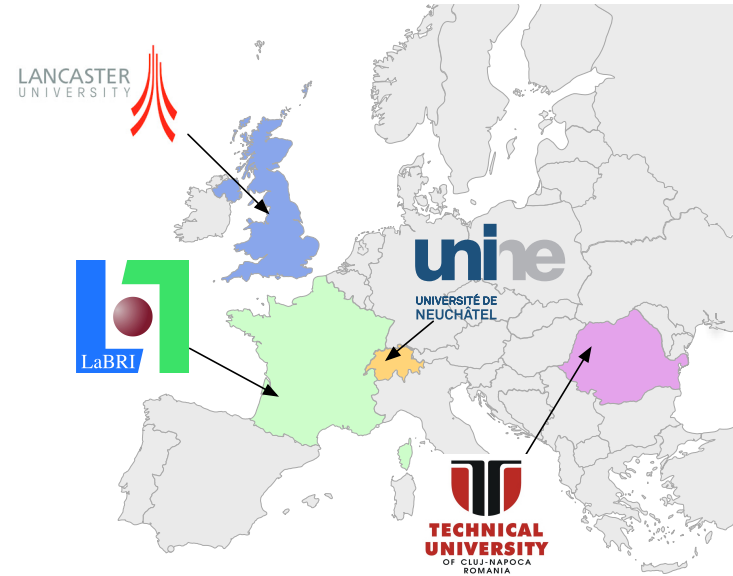 LANCASTER
UNIVERSITY
unine
UNIVERSITÉ DE
NEUCHÂTEL
LaBRI
TECHNICAL
UNIVERSITY
OF CLUJ-NAPOCA
ROMANIA